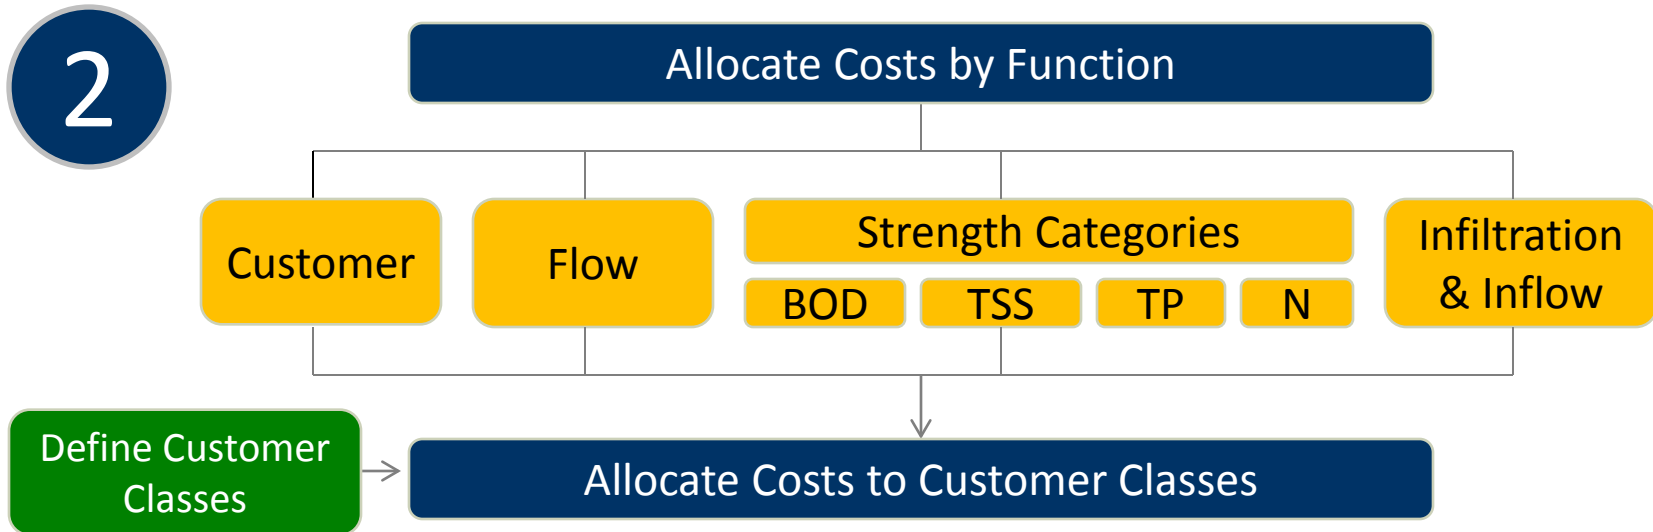 2
Allocate Costs by Function
Customer
Flow
Strength Categories
BOD
TSS
TP
N
Infiltration
& Inflow
Define Customer
Classes
Allocate Costs to Customer Classes